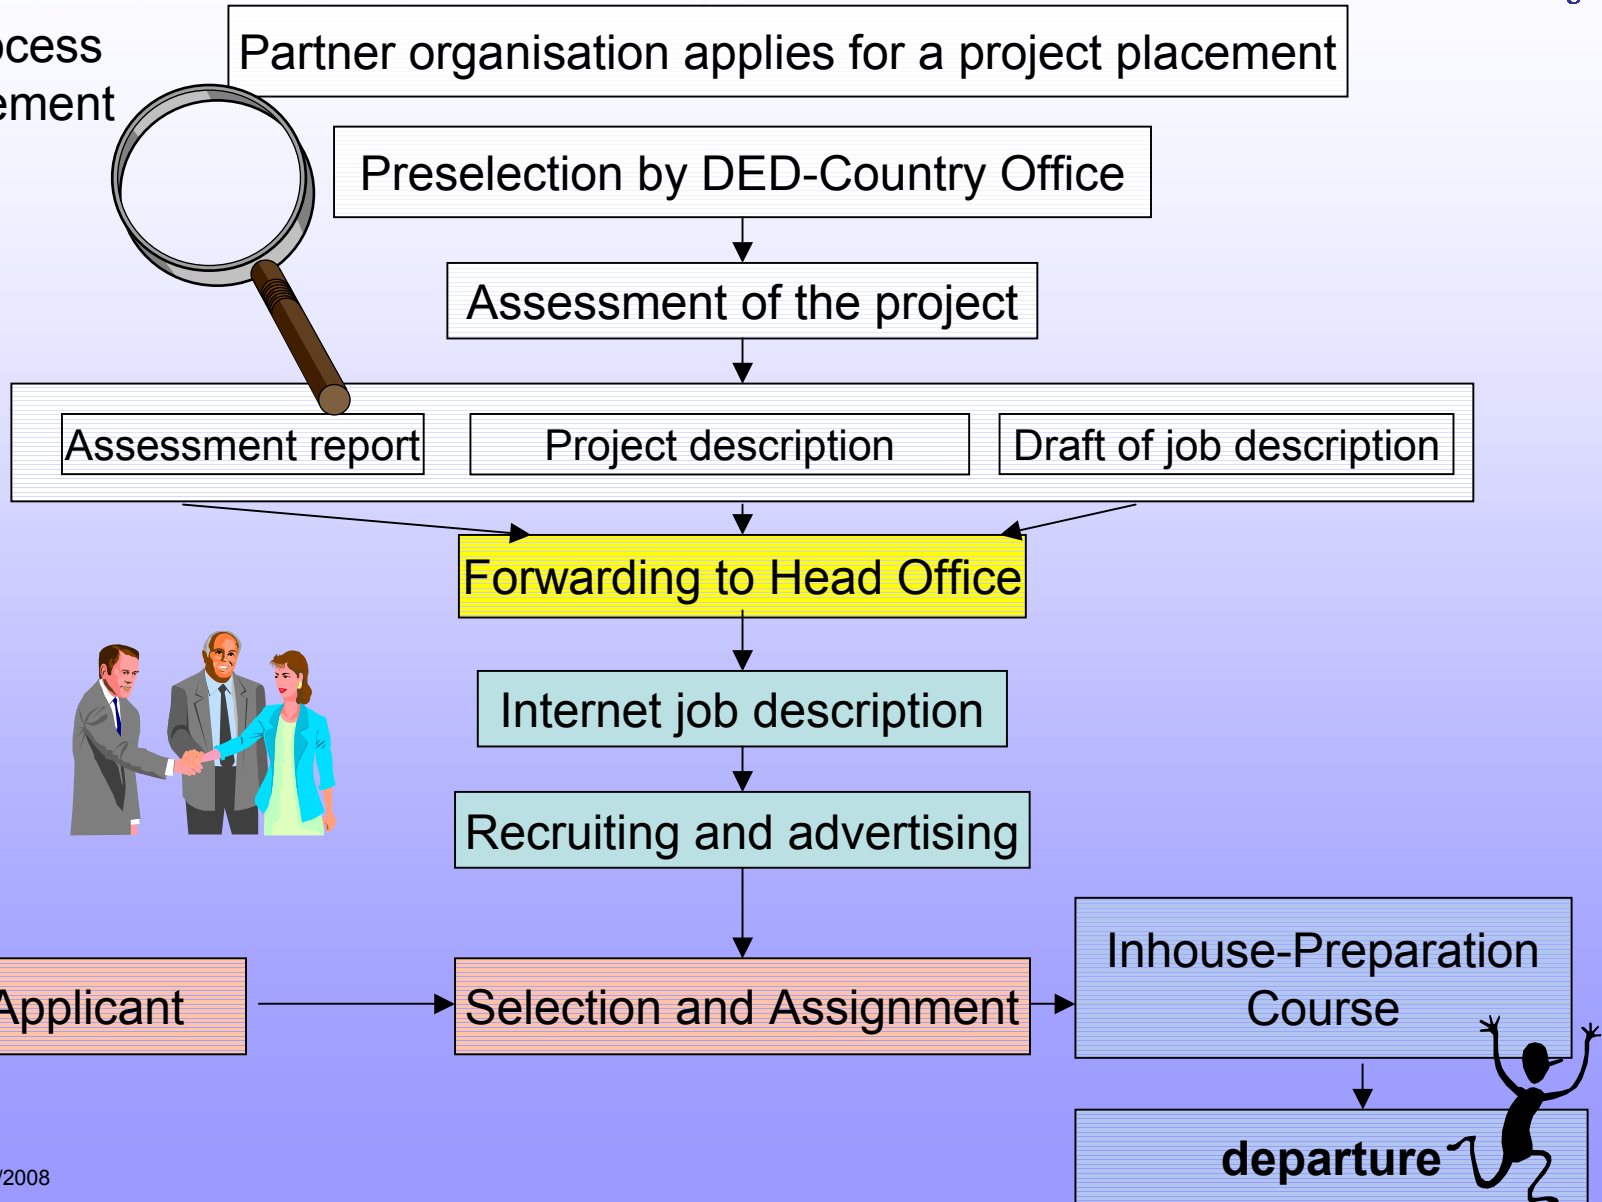 ocess
ement
Partner organisation applies for a project placement
Preselection by DED-Country Office
Assessment of the project
Assessment report
Project description
Draft of job description
Forwarding to Head Office
Internet job description
Recruiting and advertising
Applicant
Selection and Assignment
Inhouse-Preparation
Course
departure
/2008